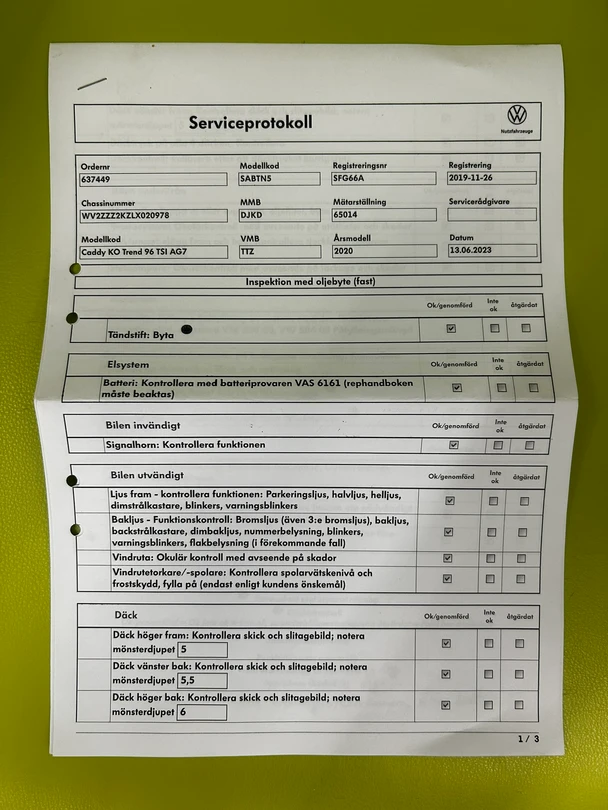 Serviceprotokoll
Nutzfahrzeuge
Ordernr Modellkod Registreringsnr Registrering
637449 SABTN5 SFG66A 2019-11-26
Chassinummer MMB Mätarställning Servicerådgivare
WV2ZZZ2KZLX020978 DJKD 65014
Modellkod VMB Årsmodell Datum
Caddy KO Trend 96 TSI AG7 TTZ 2020 13.06.2023
Inspektion med oljebyte (fast)
Ok/genomförd Inte ok åtgärdat
Tändstift: Byta
Elsystem Ok/genomförd Inte ok åtgärdat
Batteri: Kontrollera med batteriprovaren VAS 6161 (rephandboken
måste beaktas)
Bilen invändigt Ok/genomförd Inte ok åtgärdat
Signalhorn: Kontrollera funktionen
Bilen utvändigt Ok/genomförd Inte ok åtgärdat
Ljus fram - kontrollera funktionen: Parkeringsljus, halvljus, helljus,
dimstrålkastare, blinkers, varningsblinkers
Bakljus - Funktionskontroll: Bromsljus (även 3:e bromsljus), bakljus,
backstrålkastare, dimbakljus, nummerbelysning, blinkers,
varningsblinkers, flakbelysning (i förekommande fall)
Vindruta: Okulär kontroll med avseende på skador
Vindrutetorkare/-spolare: Kontrollera spolarvätskenivå och
frostskydd, fylla på (endast enligt kundens önskemål)
Däck Ok/genomförd Inte ok åtgärdat
Däck höger fram: Kontrollera skick och slitagebild; notera
mönsterdjupet 5
Däck vänster bak: Kontrollera skick och slitagebild; notera
mönsterdjupet 5,5
Däck höger bak: Kontrollera skick och slitagebild; notera
mönsterdjupet 6
1 / 3